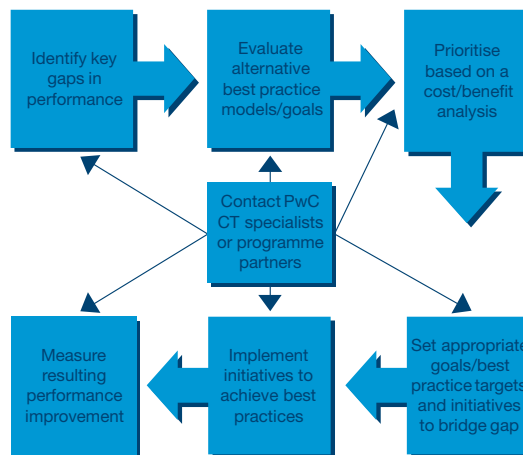 Identify key
gaps in
performance
Evaluate
alternative
best practice
models/goals
Prioritise
based on a
cost/benefit
analysis
Contact PwC
CT specialists
or programme
partners
Measure
resulting
performance
improvement
Implement
initiatives to
achieve best
practices
Set appropriate
goals/best
practice targets
and initiatives
to bridge gap